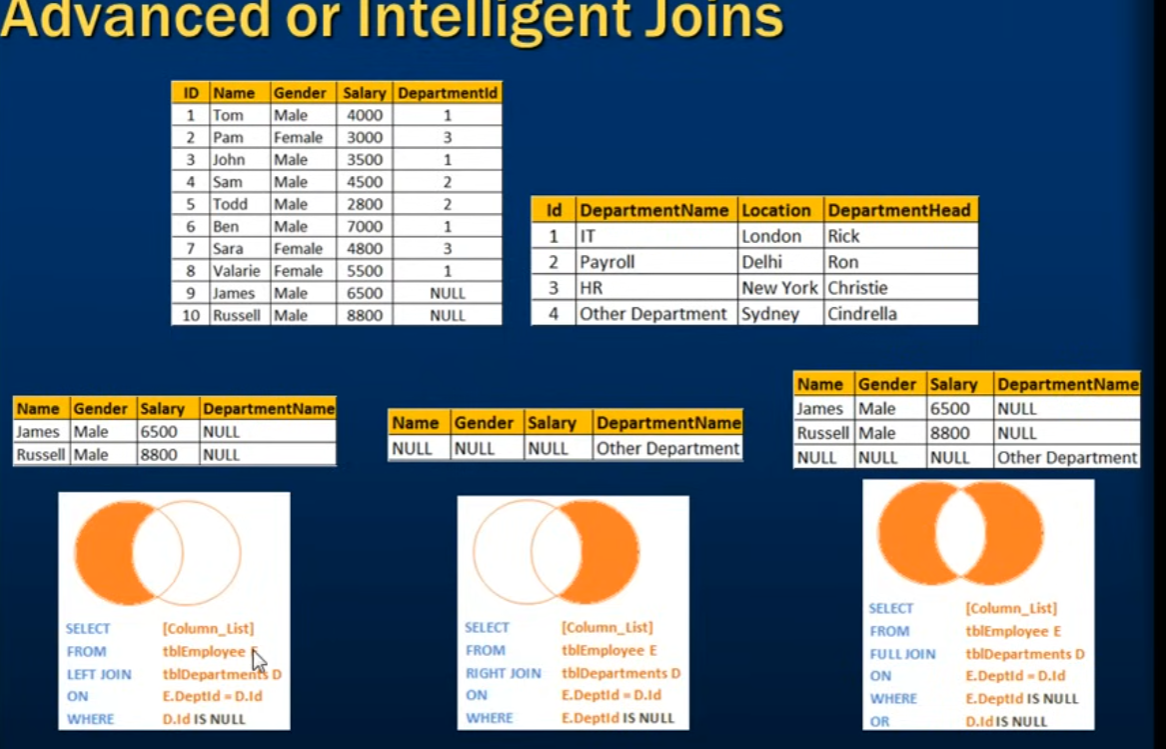 Advanced or Intelligent Joins
ID Name Gender Salary DepartmentId
1 Tom Male 4000 1
2 Pam Female 3000 3
3 John Male 3500 1
4 Sam Male 4500 2
5 Todd Male 2800 2
6 Ben Male 7000 1
7 Sara Female 4800 3
8 Valarie Female 5500 1
9 James Male 6500 NULL
10 Russell Male 8800 NULL
Id DepartmentName Location DepartmentHead
1 IT London Rick
2 Payroll Delhi Ron
3 HR New York Christie
4 Other Department Sydney Cindrella
Name Gender Salary DepartmentName
James Male 6500 NULL
Russell Male 8800 NULL
Name Gender Salary DepartmentName
NULL NULL NULL Other Department
Name Gender Salary DepartmentName
James Male 6500 NULL
Russell Male 8800 NULL
NULL NULL NULL Other Department
SELECT [Column_List]
FROM tblEmployee E
LEFT JOIN tblDepartments D
ON E.DeptId = D.Id
WHERE D.Id IS NULL
SELECT [Column_List]
FROM tblEmployee E
RIGHT JOIN tblDepartments D
ON E.DeptId = D.Id
WHERE E.DeptId IS NULL
SELECT [Column_List]
FROM tblEmployee E
FULL JOIN tblDepartments D
ON E.DeptId = D.Id
WHERE E.DeptId IS NULL
OR D.Id IS NULL